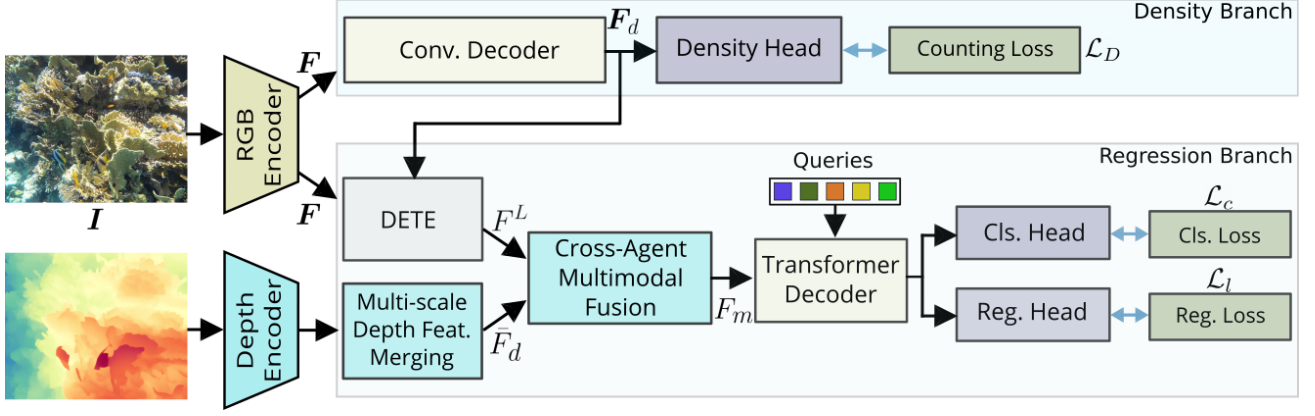 Density Branch
F
Conv. Decoder
F_d
Density Head
Counting Loss
ℒ_D
RGB
Encoder
I
F
Regression Branch
DETE
F^L
Queries
Cross-Agent
Multimodal
Fusion
F_m
Transformer
Decoder
Cls. Head
ℒ_c
Cls. Loss
Reg. Head
ℒ_l
Reg. Loss
Depth
Encoder
Multi-scale
Depth Feat.
Merging
F̄_d